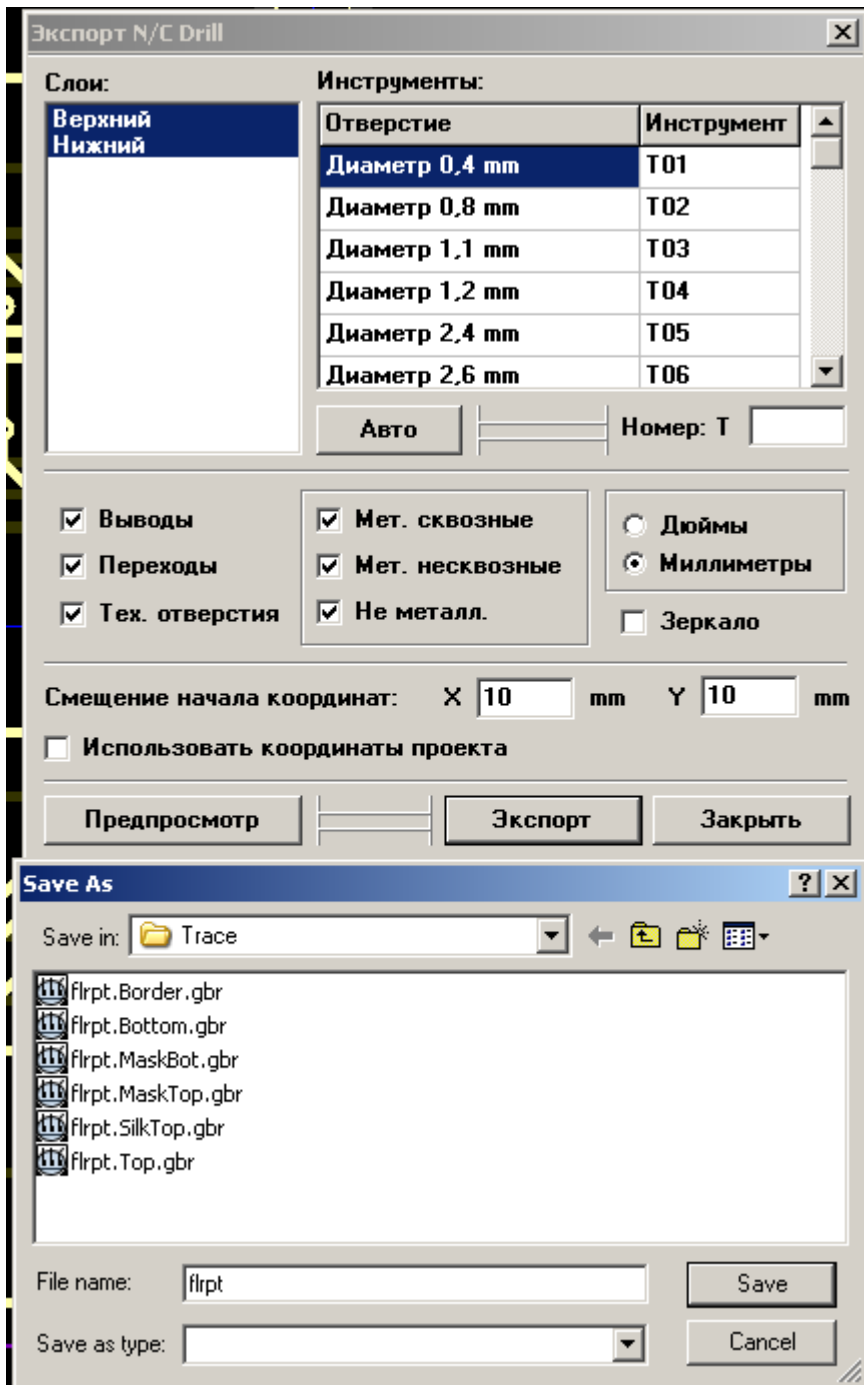 Экспорт N/C Drill
Слои:
Верхний
Нижний
Инструменты:
Отверстие Инструмент
Диаметр 0,4 mm T01
Диаметр 0,8 mm T02
Диаметр 1,1 mm T03
Диаметр 1,2 mm T04
Диаметр 2,4 mm T05
Диаметр 2,6 mm T06
Авто
Номер: T
Выводы
Переходы
Тех. отверстия
Мет. сквозные
Мет. несквозные
Не металл.
Дюймы
Миллиметры
Зеркало
Смещение начала координат: X 10 mm Y 10 mm
Использовать координаты проекта
Предпросмотр Экспорт Закрыть
Save As
Save in: Trace
flrpt.Border.gbr
flrpt.Bottom.gbr
flrpt.MaskBot.gbr
flrpt.MaskTop.gbr
flrpt.SilkTop.gbr
flrpt.Top.gbr
File name: flrpt Save
Save as type: Cancel